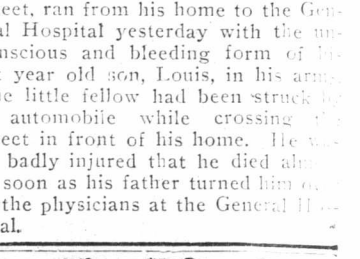 eet, ran from his home to the Gen-
al Hospital yesterday with the un-
nscious and bleeding form of
year old son, Louis, in his arms
e little fellow had been struck
automobile while crossing
eet in front of his home. He
badly injured that he died
soon as his father turned him
the physicians at the General
al.